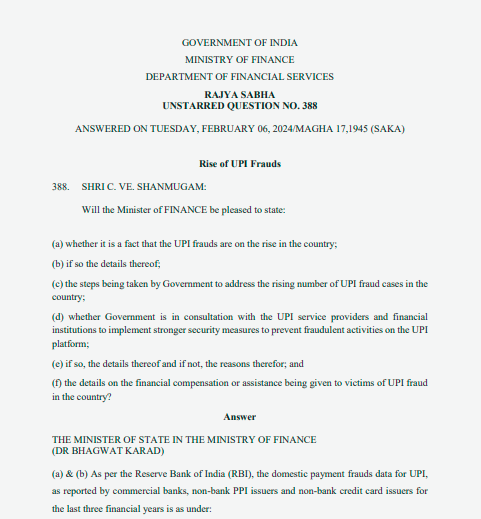 GOVERNMENT OF INDIA
MINISTRY OF FINANCE
DEPARTMENT OF FINANCIAL SERVICES
RAJYA SABHA
UNSTARRED QUESTION NO. 388
ANSWERED ON TUESDAY, FEBRUARY 06, 2024/MAGHA 17,1945 (SAKA)
Rise of UPI Frauds
388. SHRI C. VE. SHANMUGAM:
Will the Minister of FINANCE be pleased to state:
(a) whether it is a fact that the UPI frauds are on the rise in the country;
(b) if so the details thereof;
(c) the steps being taken by Government to address the rising number of UPI fraud cases in the
country;
(d) whether Government is in consultation with the UPI service providers and financial
institutions to implement stronger security measures to prevent fraudulent activities on the UPI
platform;
(e) if so, the details thereof and if not, the reasons therefor; and
(f) the details on the financial compensation or assistance being given to victims of UPI fraud
in the country?
Answer
THE MINISTER OF STATE IN THE MINISTRY OF FINANCE
(DR BHAGWAT KARAD)
(a) & (b) As per the Reserve Bank of India (RBI), the domestic payment frauds data for UPI,
as reported by commercial banks, non-bank PPI issuers and non-bank credit card issuers for
the last three financial years is as under: